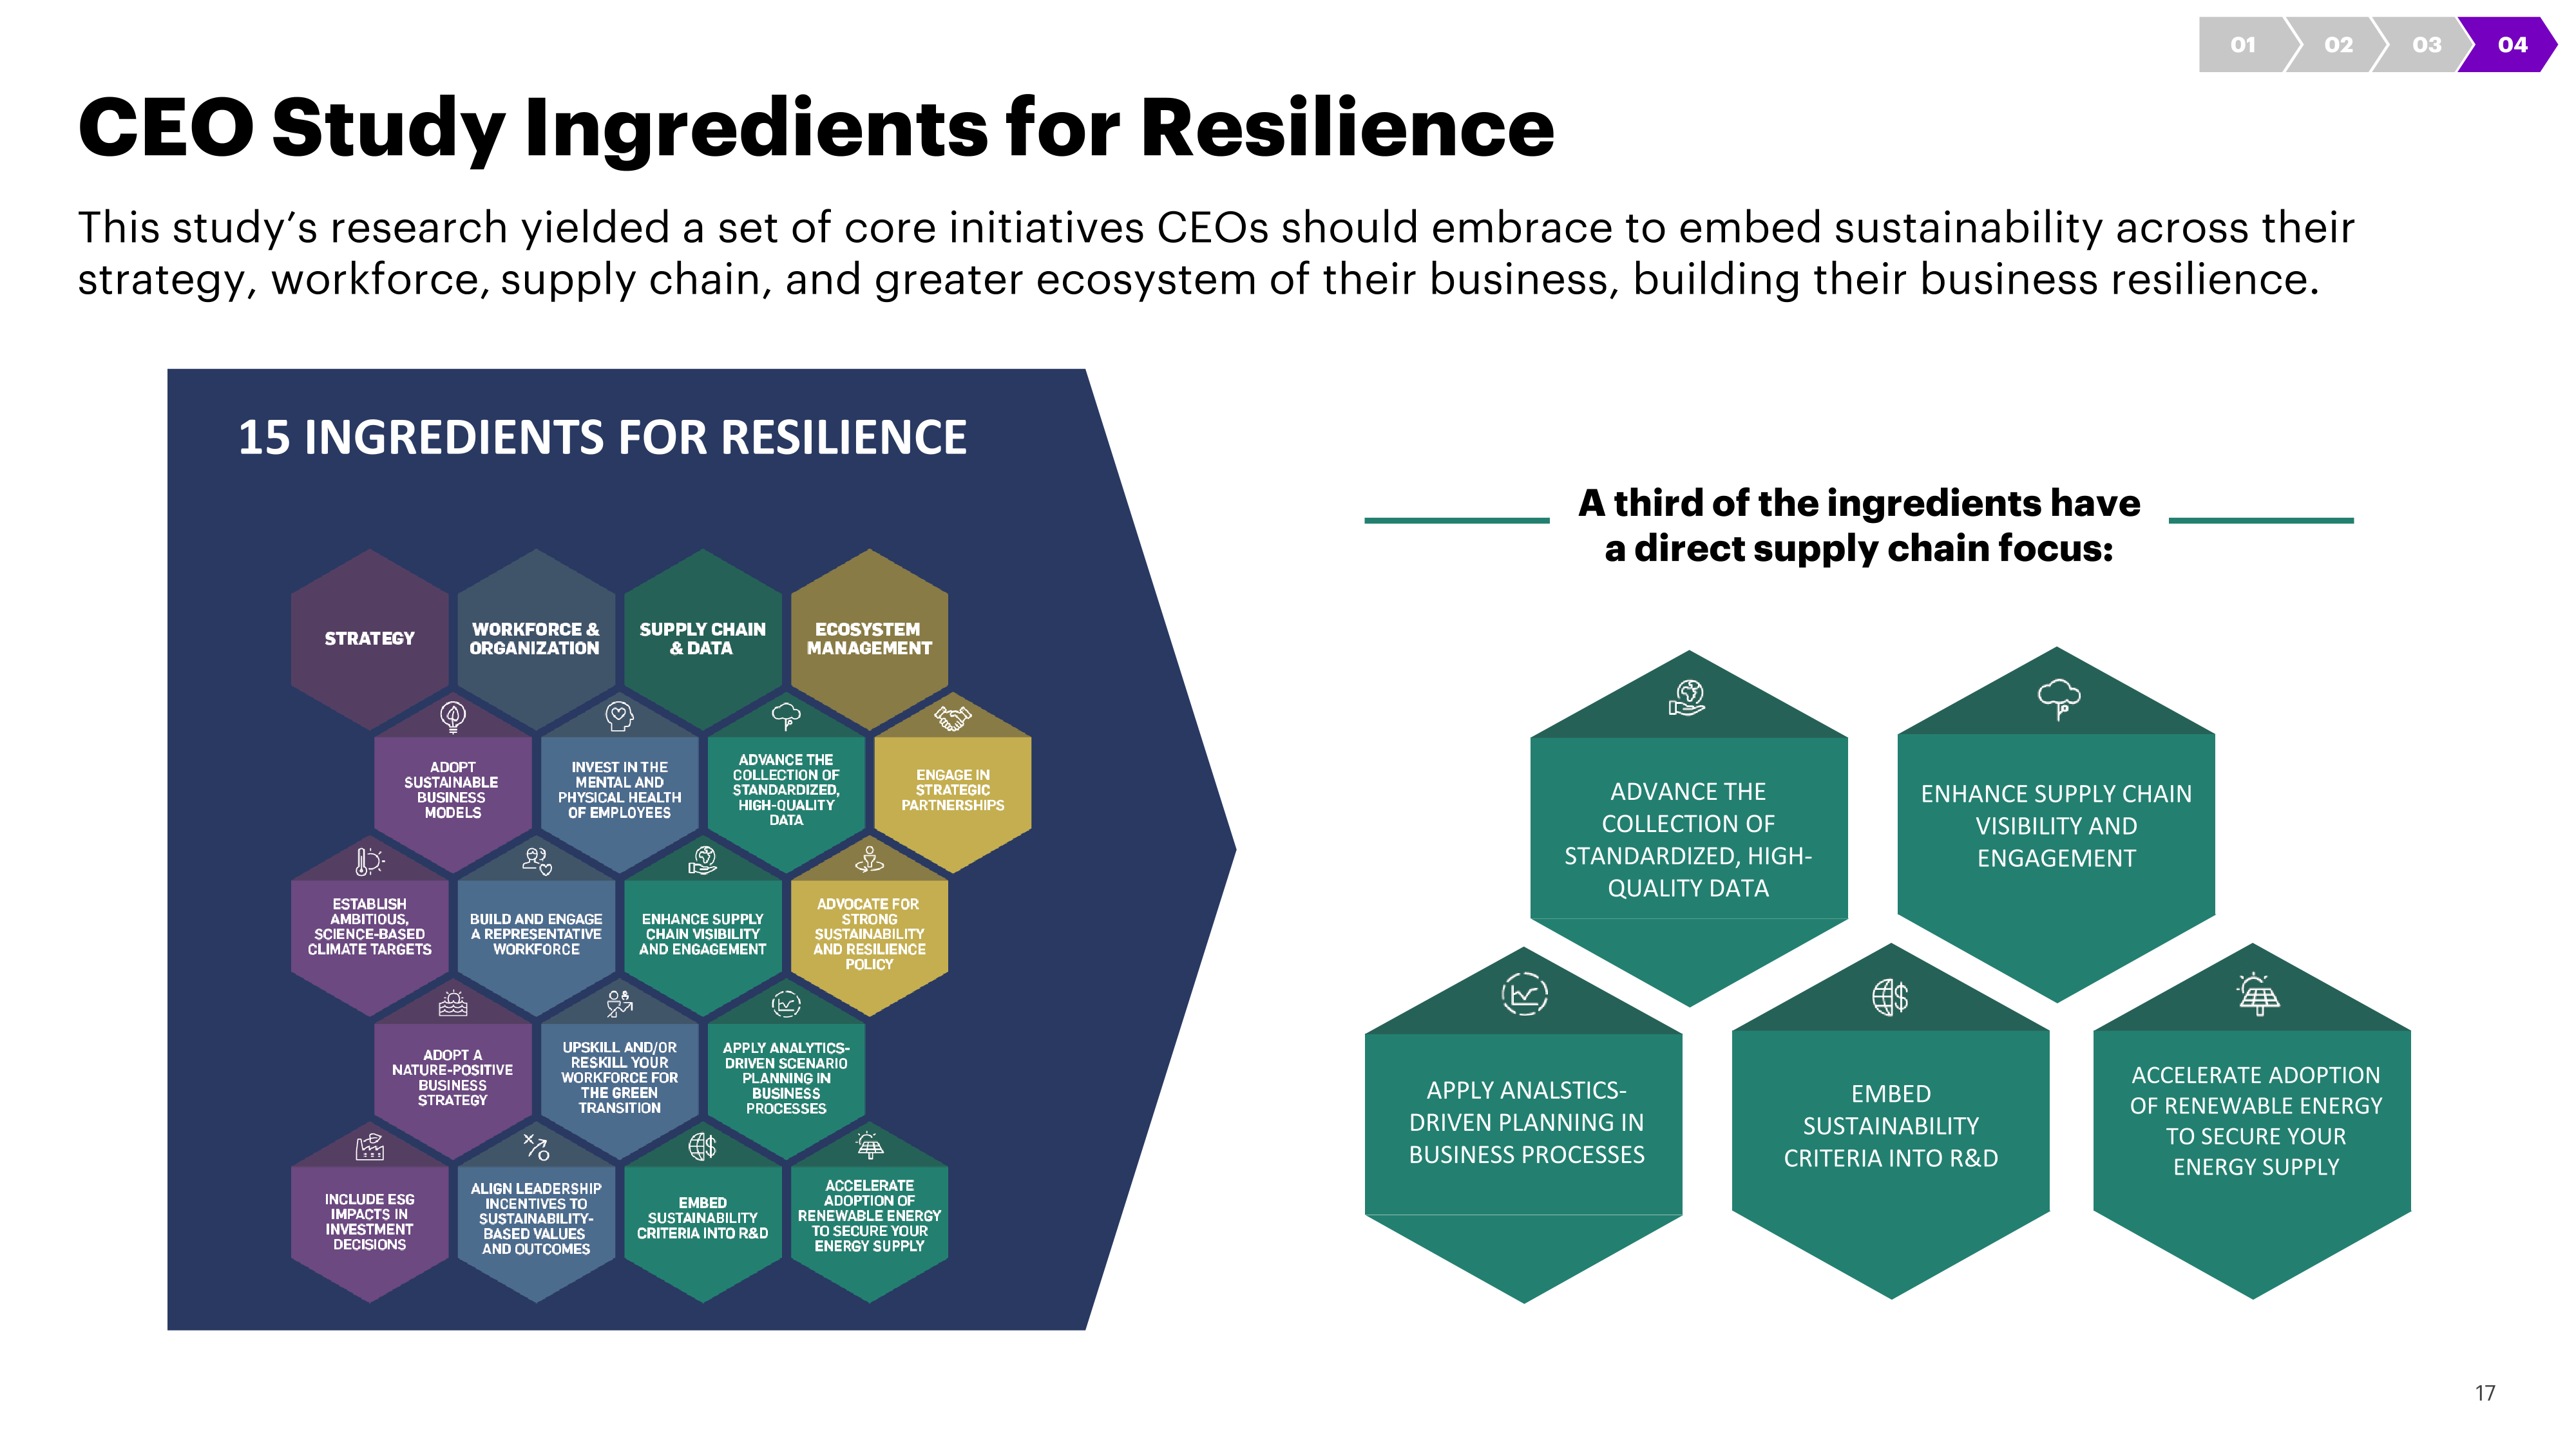 01
02
03
04
CEO Study Ingredients for Resilience
This study’s research yielded a set of core initiatives CEOs should embrace to embed sustainability across their
strategy, workforce, supply chain, and greater ecosystem of their business, building their business resilience.
15 INGREDIENTS FOR RESILIENCE
STRATEGY
WORKFORCE &
ORGANIZATION
SUPPLY CHAIN
& DATA
ECOSYSTEM
MANAGEMENT
ADOPT
SUSTAINABLE
BUSINESS
MODELS
INVEST IN THE
MENTAL AND
PHYSICAL HEALTH
OF EMPLOYEES
ADVANCE THE
COLLECTION OF
STANDARDIZED,
HIGH-QUALITY
DATA
ENGAGE IN
STRATEGIC
PARTNERSHIPS
ESTABLISH
AMBITIOUS,
SCIENCE-BASED
CLIMATE TARGETS
BUILD AND ENGAGE
A REPRESENTATIVE
WORKFORCE
ENHANCE SUPPLY
CHAIN VISIBILITY
AND ENGAGEMENT
ADVOCATE FOR
STRONG
SUSTAINABILITY
AND RESILIENCE
POLICY
ADOPT A
NATURE-POSITIVE
BUSINESS
STRATEGY
UPSKILL AND/OR
RESKILL YOUR
WORKFORCE FOR
THE GREEN
TRANSITION
APPLY ANALYTICS-
DRIVEN SCENARIO
PLANNING IN
BUSINESS
PROCESSES
INCLUDE ESG
IMPACTS IN
INVESTMENT
DECISIONS
ALIGN LEADERSHIP
INCENTIVES TO
SUSTAINABILITY-
BASED VALUES
AND OUTCOMES
EMBED
SUSTAINABILITY
CRITERIA INTO R&D
ACCELERATE
ADOPTION OF
RENEWABLE ENERGY
TO SECURE YOUR
ENERGY SUPPLY
A third of the ingredients have
a direct supply chain focus:
ADVANCE THE
COLLECTION OF
STANDARDIZED, HIGH-
QUALITY DATA
ENHANCE SUPPLY CHAIN
VISIBILITY AND
ENGAGEMENT
APPLY ANALSTICS-
DRIVEN PLANNING IN
BUSINESS PROCESSES
EMBED
SUSTAINABILITY
CRITERIA INTO R&D
ACCELERATE ADOPTION
OF RENEWABLE ENERGY
TO SECURE YOUR
ENERGY SUPPLY
17